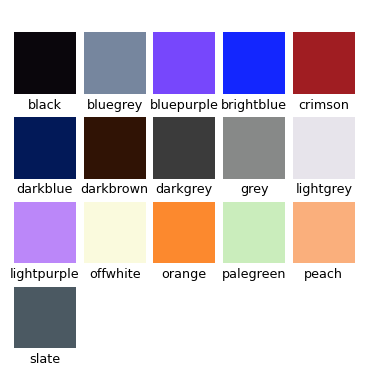 black bluegrey bluepurple brightblue crimson
darkblue darkbrown darkgrey grey lightgrey
lightpurple offwhite orange palegreen peach
slate